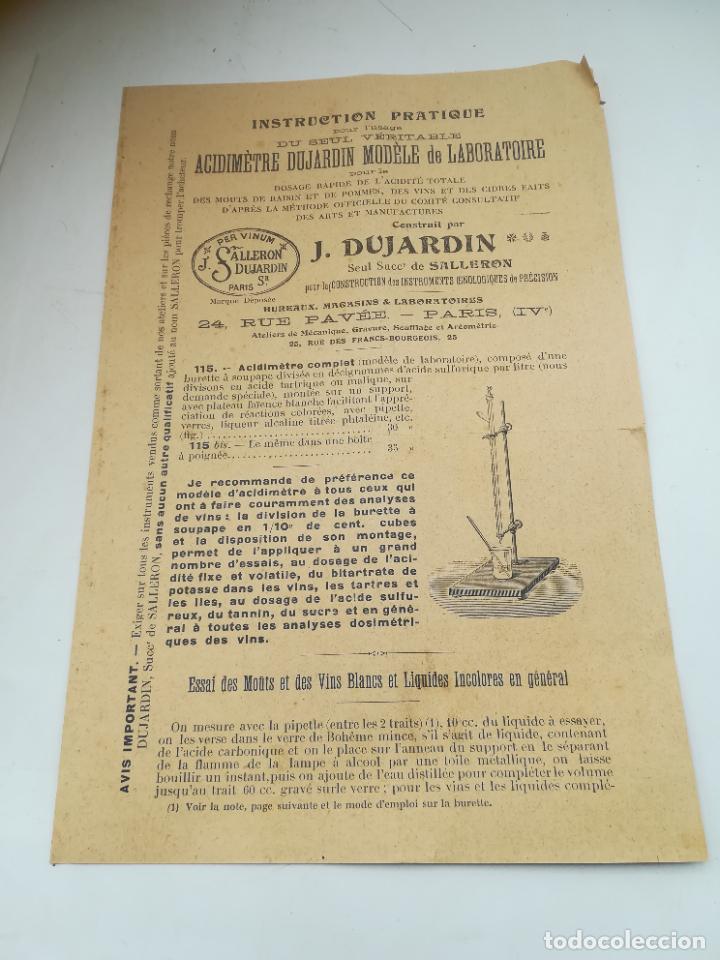 INSTRUCTION PRATIQUE
pour l'usage
DU SEUL VÉRITABLE
ACIDIMÈTRE DUJARDIN MODÈLE de LABORATOIRE
pour le
DOSAGE RAPIDE DE L'ACIDITÉ TOTALE
DES MOUTS DE RAISIN ET DE POMMES, DES VINS ET DES CIDRES FAITS
D'APRÈS LA MÉTHODE OFFICIELLE DU COMITÉ CONSULTATIF
DES ARTS ET MANUFACTURES
Construit par
J. DUJARDIN
Seul Succr de SALLERON
pour la CONSTRUCTION des INSTRUMENTS ŒNOLOGIQUES de PRÉCISION
PER VINUM
J. SALLERON
DUJARDIN
PARIS Sr
Marque Déposée
BUREAUX, MAGASINS & LABORATOIRES
24, RUE PAVÉE. — PARIS, (IVe)
Ateliers de Mécanique, Gravure, Soufflage et Aréométrie
25, RUE DES FRANCS-BOURGEOIS, 25
115. — Acidimètre complet (modèle de laboratoire), composé d'une
burette à soupape divisée en décigrammes d'acide sulforique par litre (nous
divisons en acide tartrique ou malique, sur
demande spéciale), montée sur un support,
avec plateau faïence blanche facilitant l'appré-
ciation de réactions colorées, avec pipette,
verres, liqueur alcaline titrée, phtaléine, etc.
(fig.) 30 »
115 bis. — Le même dans une boîte
à poignée 35 »
Je recommande de préférence ce
modèle d'acidimètre à tous ceux qui
ont à faire couramment des analyses
de vins: la division de la burette à
soupape en 1/10e de cent. cubes
et la disposition de son montage,
permet de l'appliquer à un grand
nombre d'essais, au dosage de l'aci-
dité fixe et volatile, du bitartrate de
potasse dans les vins, les tartres et
les lies, au dosage de l'acide sulfu-
reux, du tannin, du sucre et en géné-
ral à toutes les analyses dosimétri-
ques des vins.
Essai des Moûts et des Vins Blancs et Liquides Incolores en général
On mesure avec la pipette (entre les 2 traits) (1), 10 cc. du liquide à essayer,
on les verse dans le verre de Bohême mince, s'il s'agit de liquide, contenant
de l'acide carbonique et on le place sur l'anneau du support en le séparant
de la flamme de la lampe à alcool par une toile métallique, on laisse
bouillir un instant, puis on ajoute de l'eau distillée pour compléter le volume
jusqu'au trait 60 cc. gravé sur le verre; pour les vins et les liquides complé-
(1) Voir la note, page suivante et le mode d'emploi sur la burette.
AVIS IMPORTANT. — Exiger sur tous les instruments vendus comme sortant de nos ateliers et sur les pièces de rechange notre nom
DUJARDIN, Succr de SALLERON, sans aucun autre qualificatif ajouté au nom SALLERON pour tromper l'acheteur.
todocoleccion
todocoleccion.net